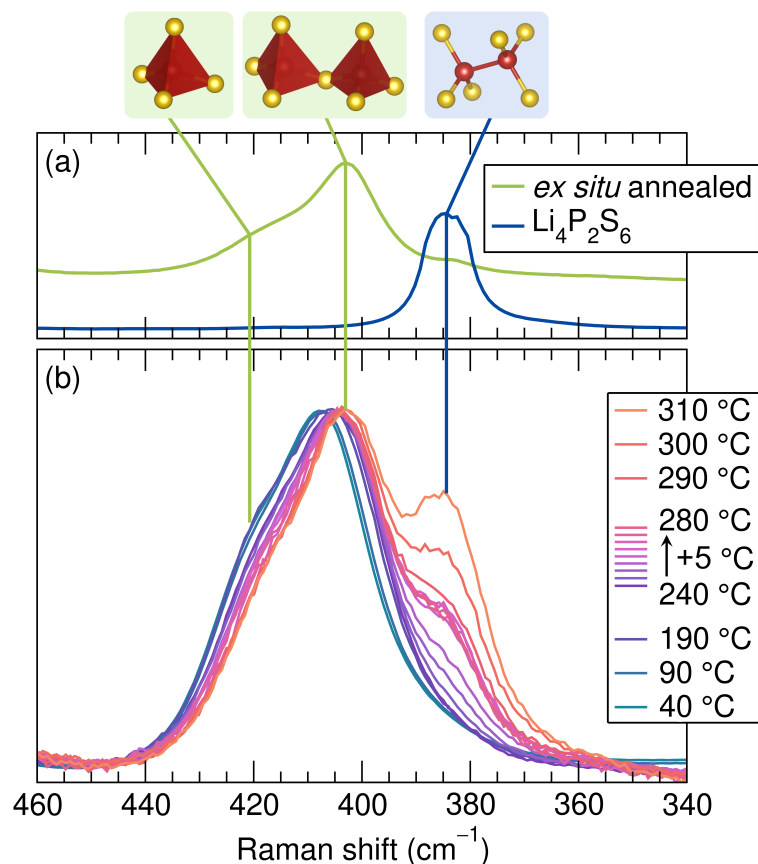 (a)
ex situ annealed
Li4P2S6
(b)
310 °C
300 °C
290 °C
280 °C
+5 °C
240 °C
190 °C
90 °C
40 °C
460 440 420 400 380 360 340
Raman shift (cm−1)